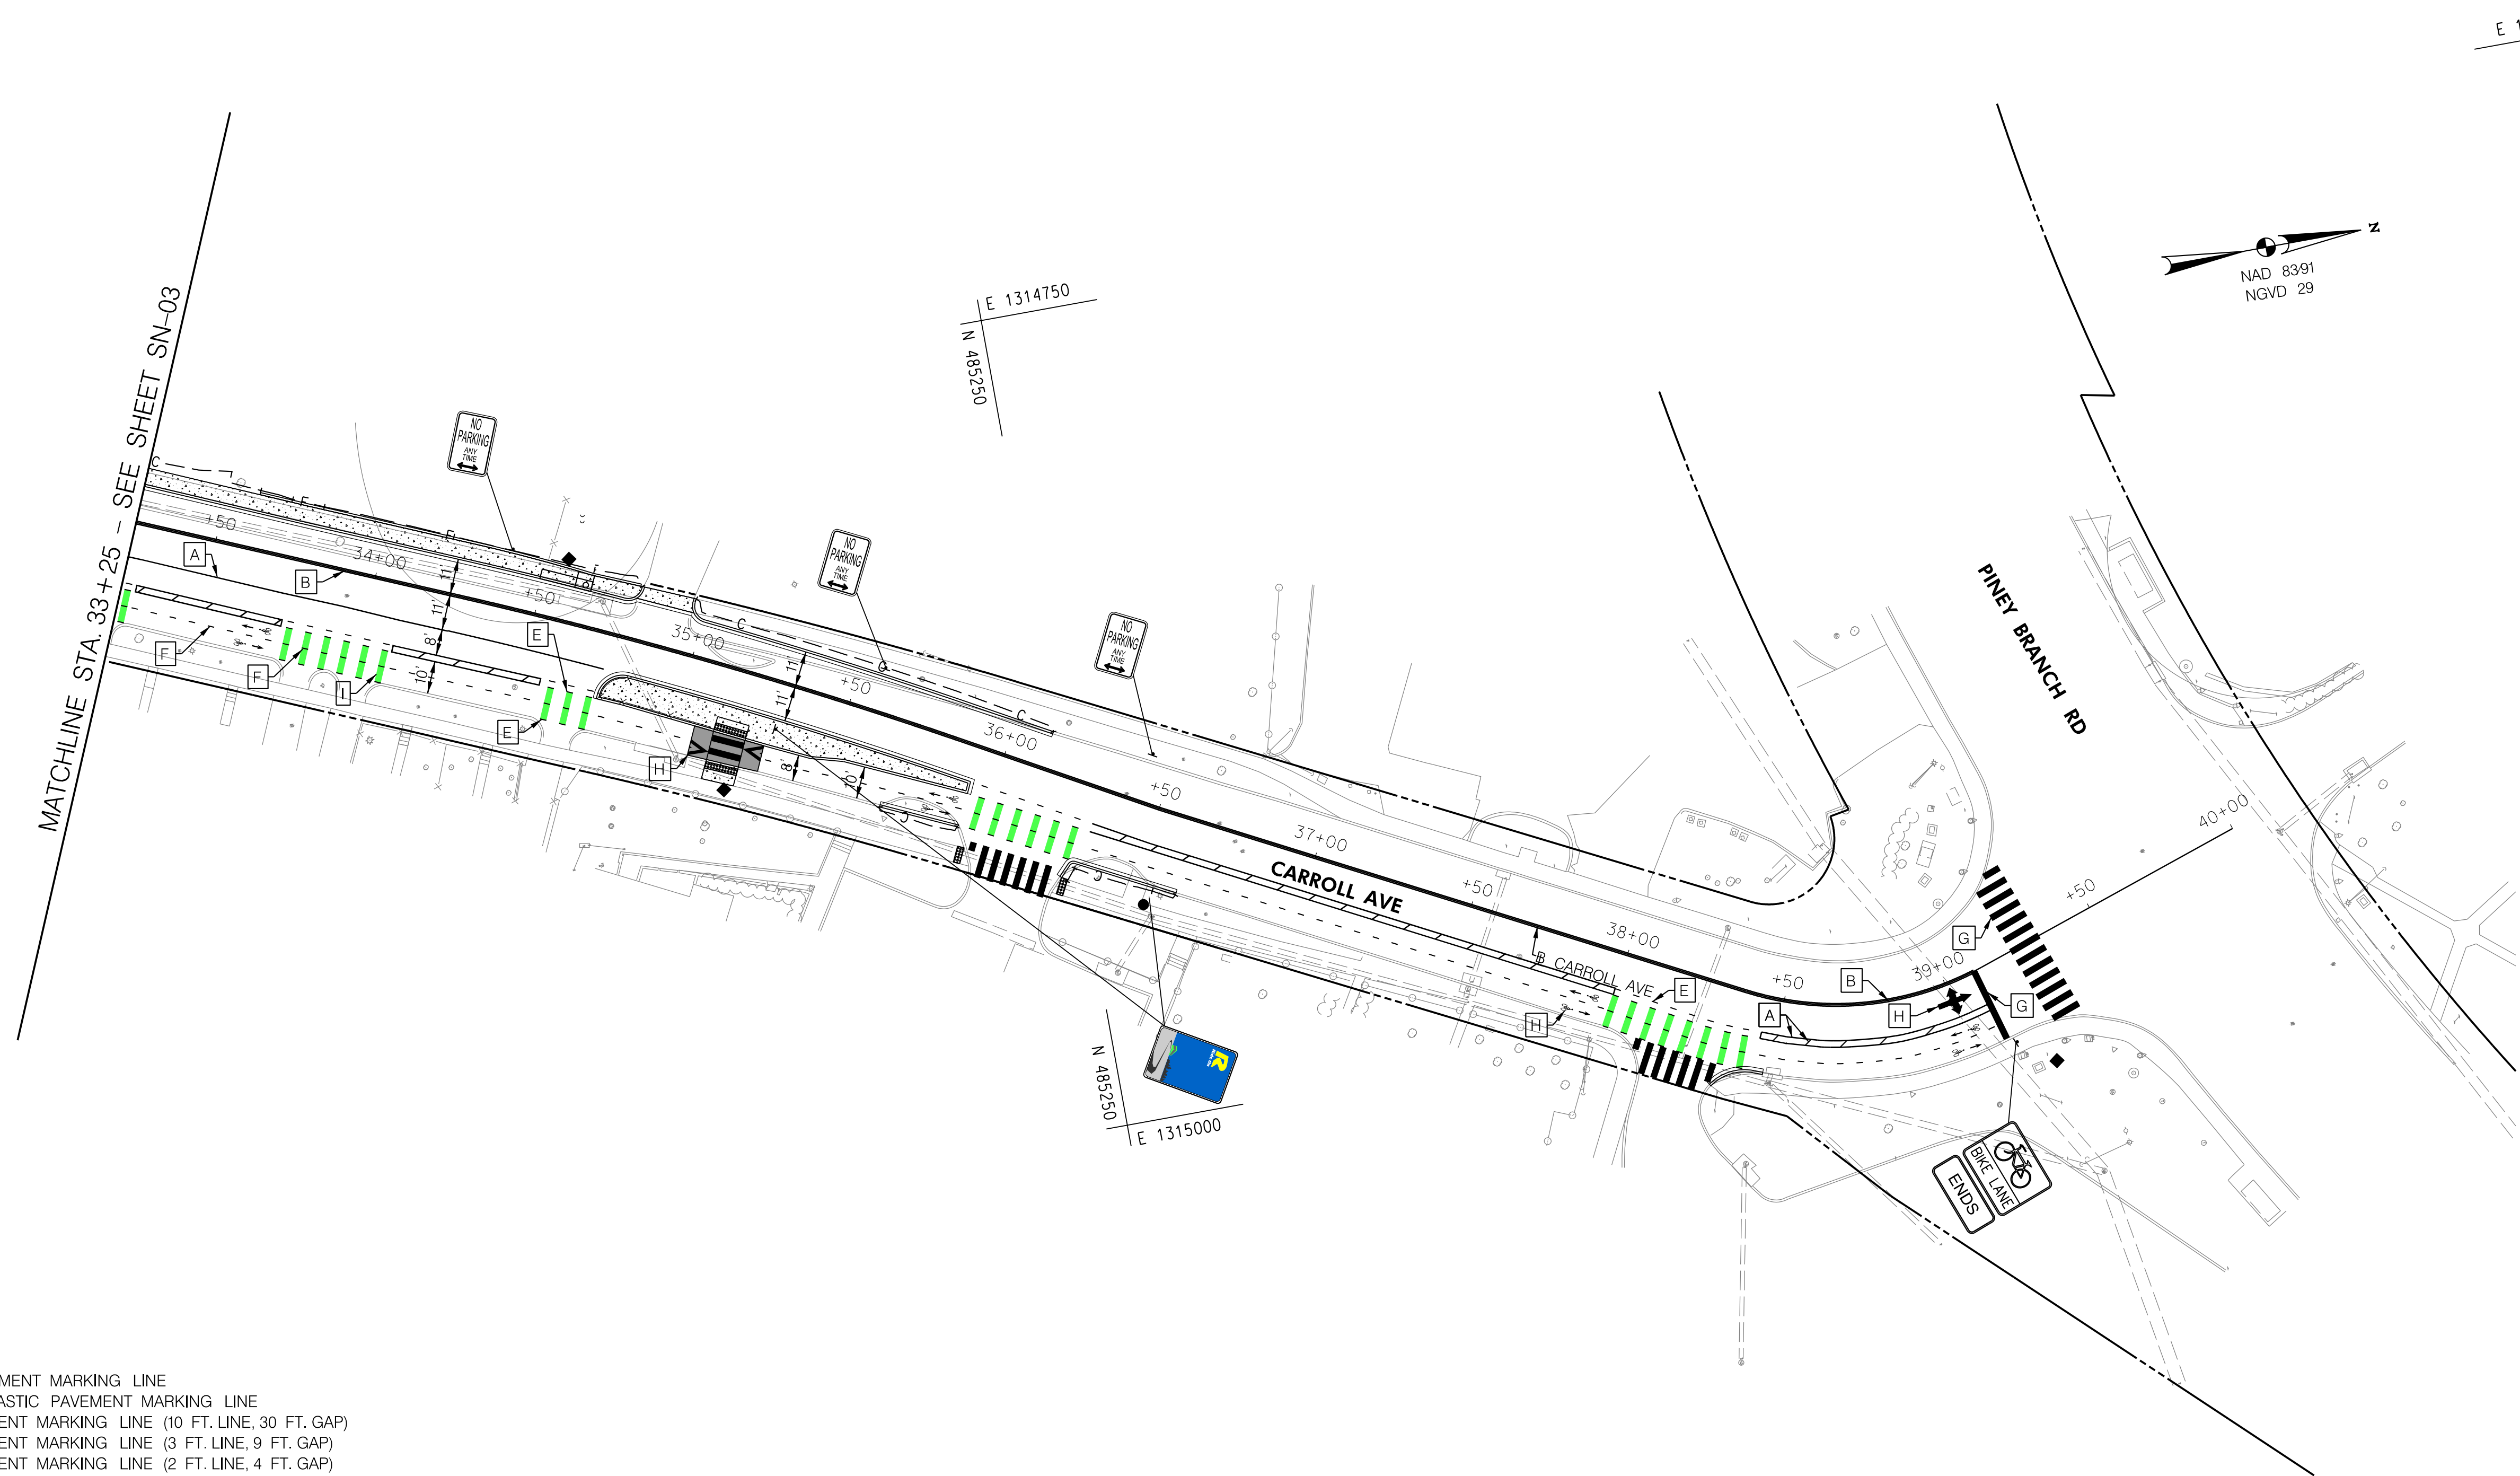 E 1
MATCHLINE STA. 33+25 - SEE SHEET SN-03
NAD 83/91
NGVD 29
N
E 1314750
N 485250
NO
PARKING
ANY
TIME
NO
PARKING
ANY
TIME
NO
PARKING
ANY
TIME
C
F
F
+50
34+00
+50
35+00
+50
36+00
+50
37+00
+50
38+00
+50
39+00
+50
40+00
A
B
F
F
I
E
E
H
11'
11'
8'
10'
11'
11'
8'
10'
C
C
C
C
C
CARROLL AVE
B CARROLL AVE
PINEY BRANCH RD
E
H
A
B
H
G
G
R
N 485250
E 1315000
BIKE LANE
ENDS
MENT MARKING LINE
ASTIC PAVEMENT MARKING LINE
ENT MARKING LINE (10 FT. LINE, 30 FT. GAP)
ENT MARKING LINE (3 FT. LINE, 9 FT. GAP)
ENT MARKING LINE (2 FT. LINE, 4 FT. GAP)